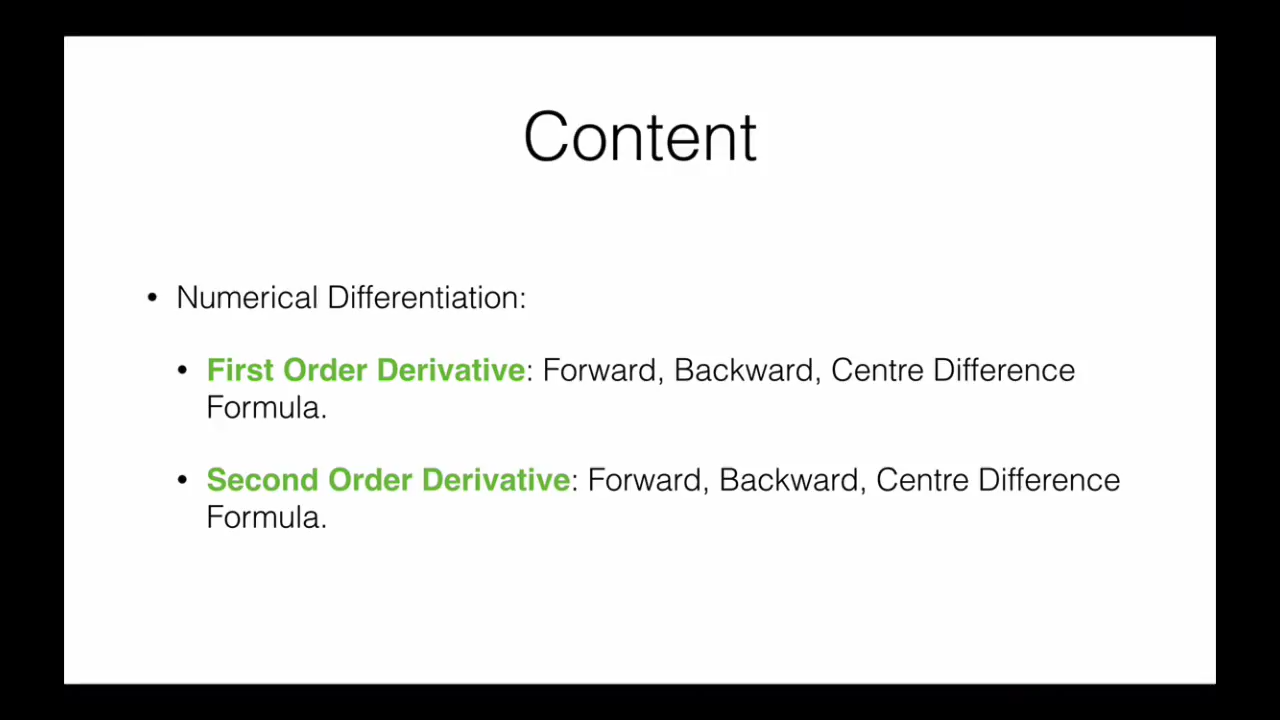 Content
• Numerical Differentiation:
• First Order Derivative: Forward, Backward, Centre Difference
Formula.
• Second Order Derivative: Forward, Backward, Centre Difference
Formula.